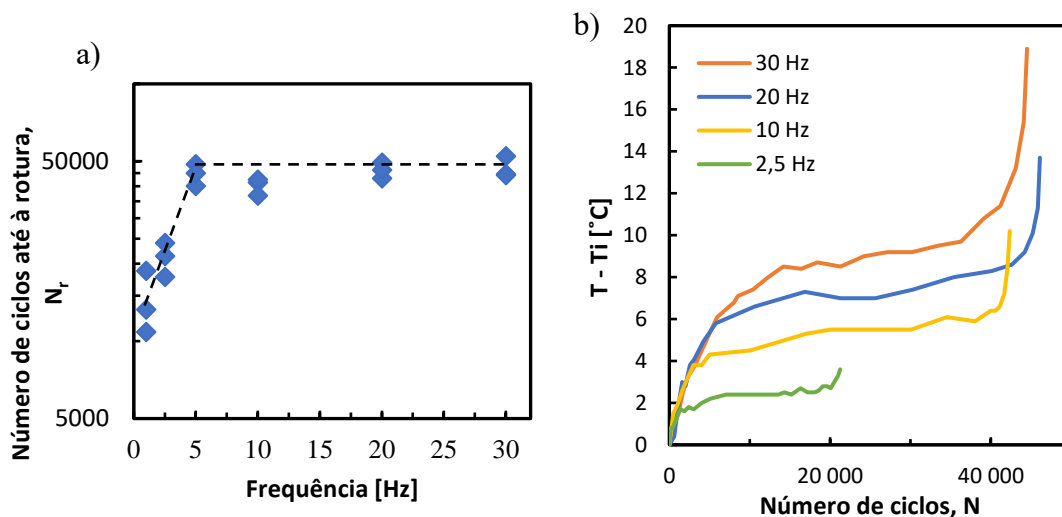 a)
Número de ciclos até à rotura,
N_r
50000
5000
0 5 10 15 20 25 30
Frequência [Hz]
b)
T - Ti [˚C]
20
18
16
14
12
10
8
6
4
2
0
30 Hz
20 Hz
10 Hz
2,5 Hz
0 20 000 40 000
Número de ciclos, N